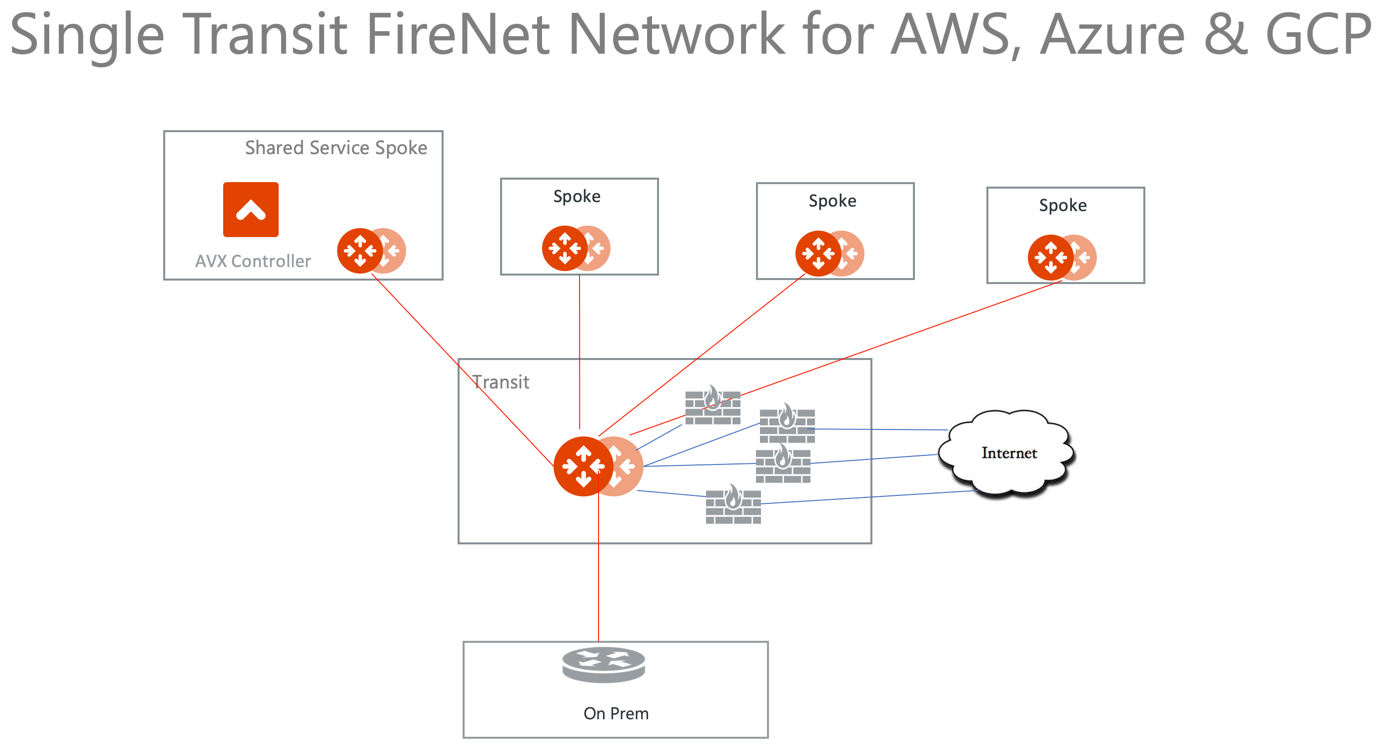 Single Transit FireNet Network for AWS, Azure & GCP
Shared Service Spoke
AVX Controller
Spoke
Spoke
Spoke
Transit
Internet
On Prem